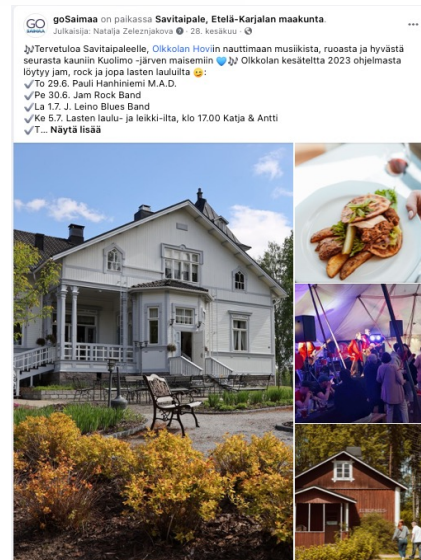 goSaimaa on paikassa Savitaipale, Etelä-Karjalan maakunta.
Julkaisija: Natalja Zeleznjakova · 28. kesäkuu ·
GO
SAIMAA
🎶Tervetuloa Savitaipaleelle, Olkkolan Hoviin nauttimaan musiikista, ruoasta ja hyvästä
seurasta kauniin Kuolimo -järven maisemiin 💙🎶 Olkkolan kesäteltta 2023 ohjelmasta
löytyy jam, rock ja jopa lasten lauluilta 😊:
✔To 29.6. Pauli Hanhiniemi M.A.D.
✔Pe 30.6. Jam Rock Band
✔La 1.7. J. Leino Blues Band
✔Ke 5.7. Lasten laulu- ja leikki-ilta, klo 17.00 Katja & Antti
✔T... Näytä lisää